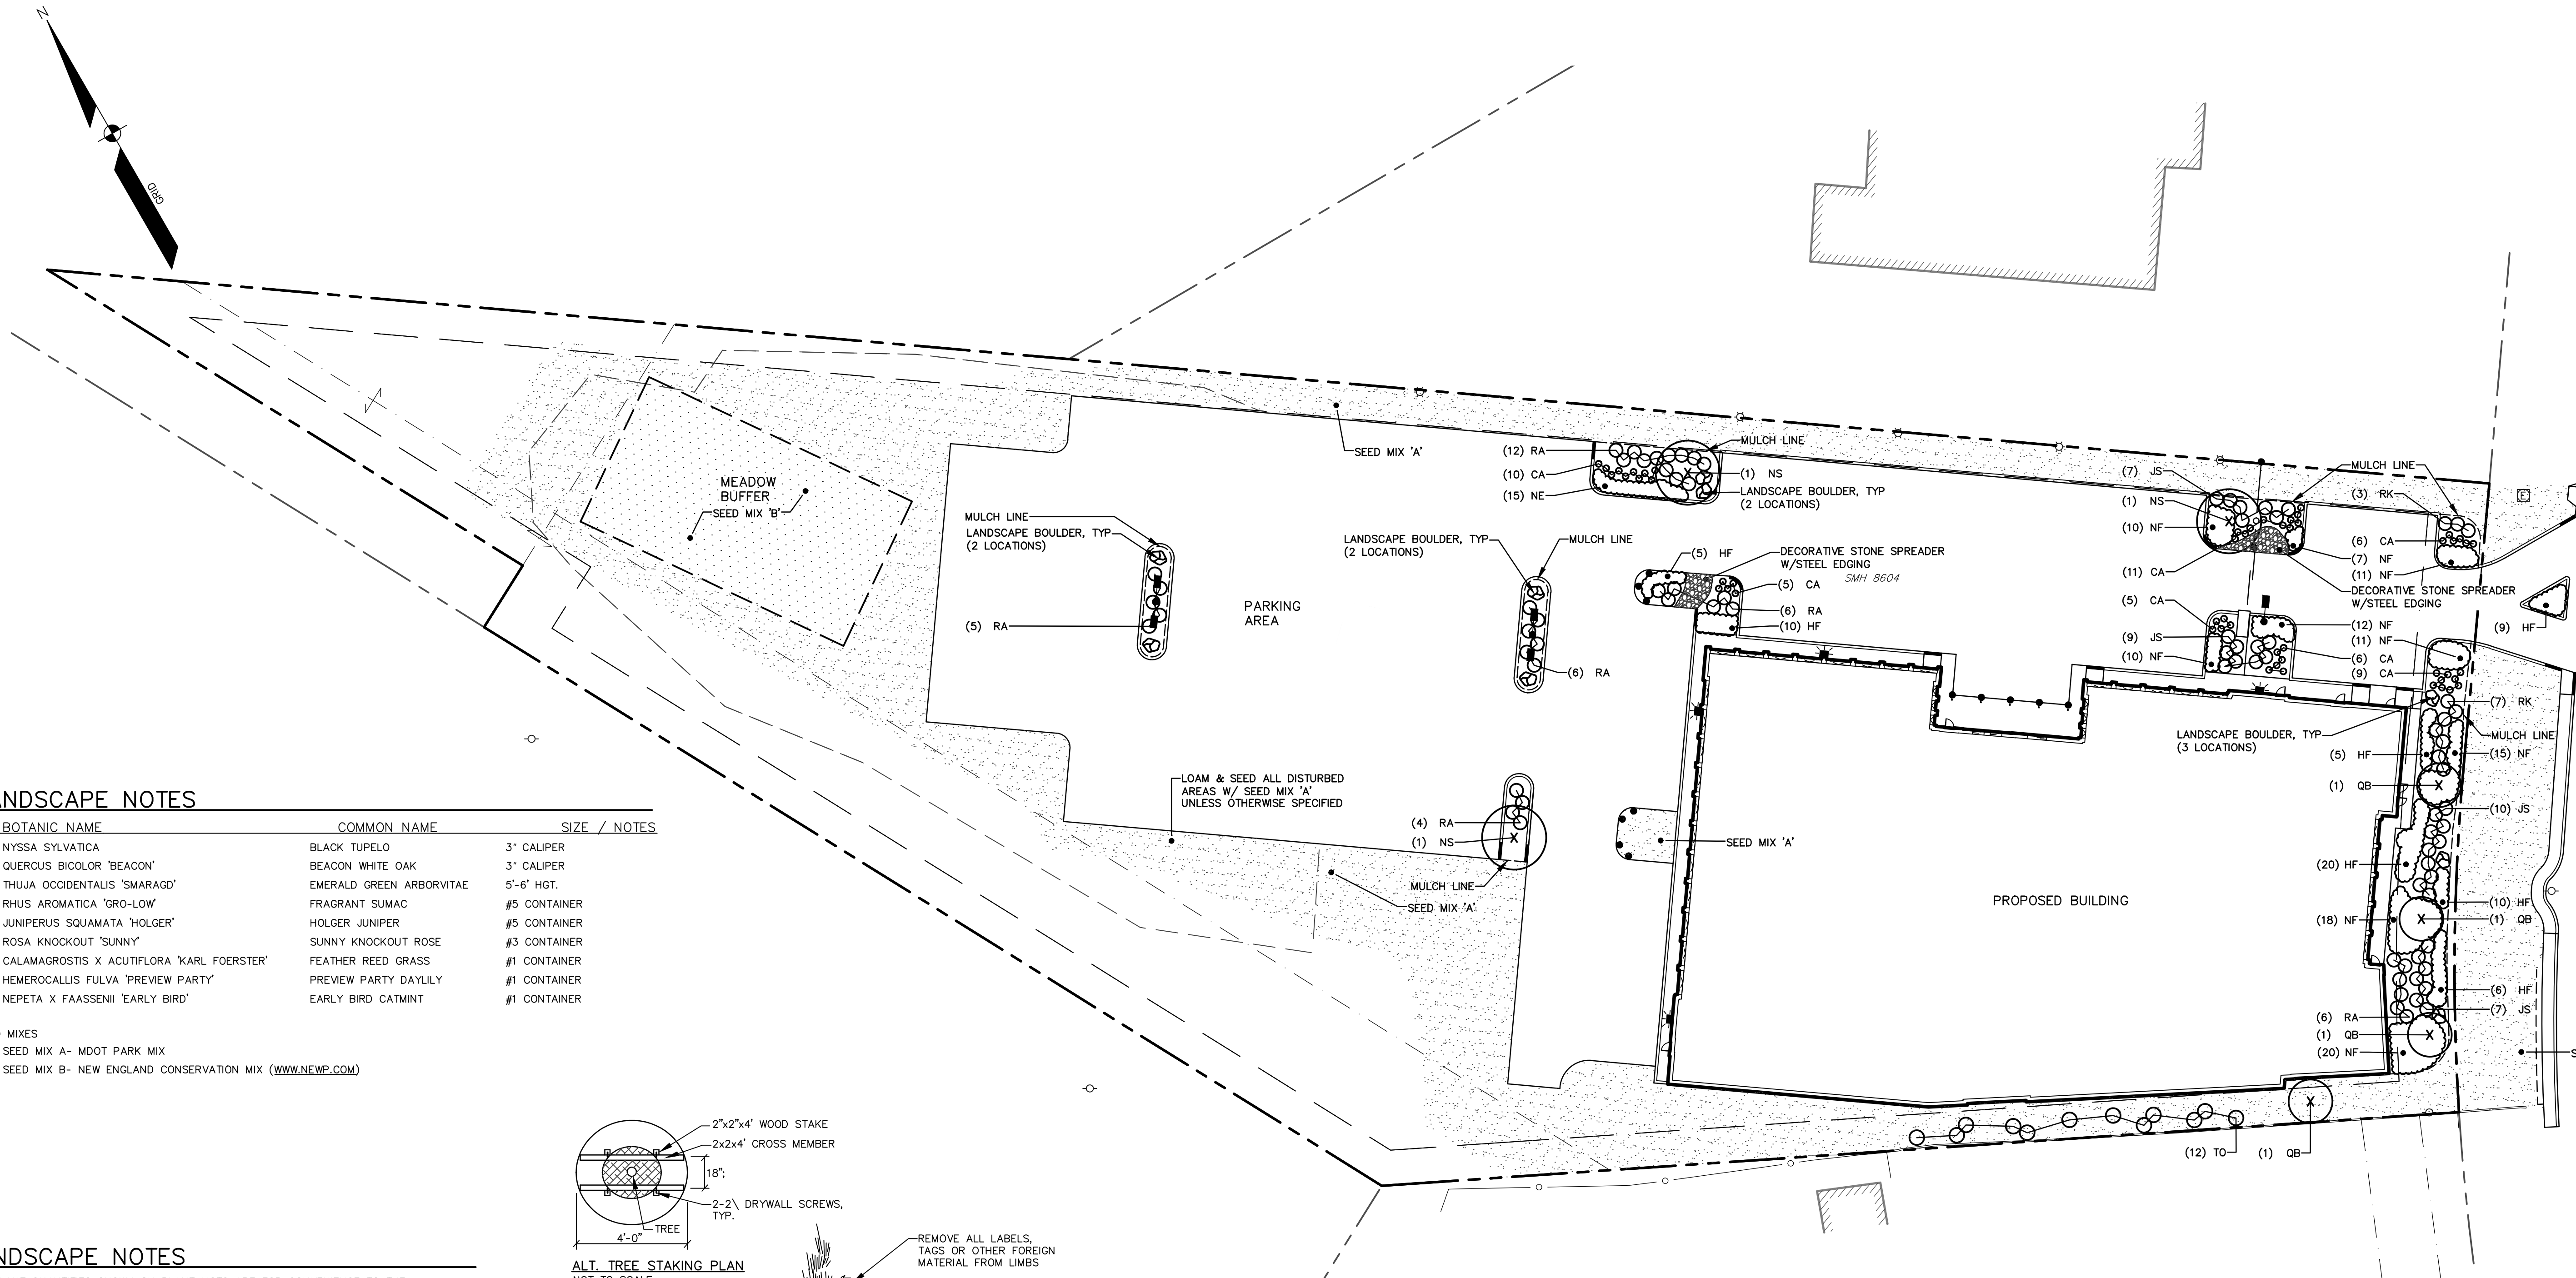 N
GRID
MEADOW
BUFFER
SEED MIX 'B'
SEED MIX 'A'
MULCH LINE
LANDSCAPE BOULDER, TYP
(2 LOCATIONS)
(5) RA
PARKING
AREA
LANDSCAPE BOULDER, TYP
(2 LOCATIONS)
MULCH LINE
(6) RA
(12) RA
(10) CA
(15) NE
MULCH LINE
(1) NS
LANDSCAPE BOULDER, TYP
(2 LOCATIONS)
(5) HF
DECORATIVE STONE SPREADER
W/STEEL EDGING
SMH 8604
(5) CA
(6) RA
(10) HF
(7) JS
(1) NS
(10) NF
(11) CA
(5) CA
(9) JS
(10) NF
MULCH LINE
(3) RK
E
(6) CA
(7) NF
(11) NF
DECORATIVE STONE SPREADER
W/STEEL EDGING
(9) HF
(12) NF
(11) NF
(6) CA
(9) CA
(7) RK
LANDSCAPE BOULDER, TYP
(3 LOCATIONS)
MULCH LINE
(5) HF
(15) NF
(1) QB
(10) JS
(20) HF
(10) HF
(18) NF
(1) QB
(6) HF
(7) JS
(6) RA
(1) QB
(20) NF
S
(12) TO
(1) QB
PROPOSED BUILDING
LOAM & SEED ALL DISTURBED
AREAS W/ SEED MIX 'A'
UNLESS OTHERWISE SPECIFIED
(4) RA
(1) NS
MULCH LINE
SEED MIX 'A'
SEED MIX 'A'
ANDSCAPE NOTES
BOTANIC NAME COMMON NAME SIZE / NOTES
NYSSA SYLVATICA BLACK TUPELO 3" CALIPER
QUERCUS BICOLOR 'BEACON' BEACON WHITE OAK 3" CALIPER
THUJA OCCIDENTALIS 'SMARAGD' EMERALD GREEN ARBORVITAE 5'-6' HGT.
RHUS AROMATICA 'GRO-LOW' FRAGRANT SUMAC #5 CONTAINER
JUNIPERUS SQUAMATA 'HOLGER' HOLGER JUNIPER #5 CONTAINER
ROSA KNOCKOUT 'SUNNY' SUNNY KNOCKOUT ROSE #3 CONTAINER
CALAMAGROSTIS X ACUTIFLORA 'KARL FOERSTER' FEATHER REED GRASS #1 CONTAINER
HEMEROCALLIS FULVA 'PREVIEW PARTY' PREVIEW PARTY DAYLILY #1 CONTAINER
NEPETA X FAASSENII 'EARLY BIRD' EARLY BIRD CATMINT #1 CONTAINER
MIXES
SEED MIX A- MDOT PARK MIX
SEED MIX B- NEW ENGLAND CONSERVATION MIX (WWW.NEWP.COM)
2"x2"x4' WOOD STAKE
2x2x4' CROSS MEMBER
18";
2-2\ DRYWALL SCREWS,
TYP.
TREE
4'-0"
ALT. TREE STAKING PLAN
REMOVE ALL LABELS,
TAGS OR OTHER FOREIGN
MATERIAL FROM LIMBS
NDSCAPE NOTES